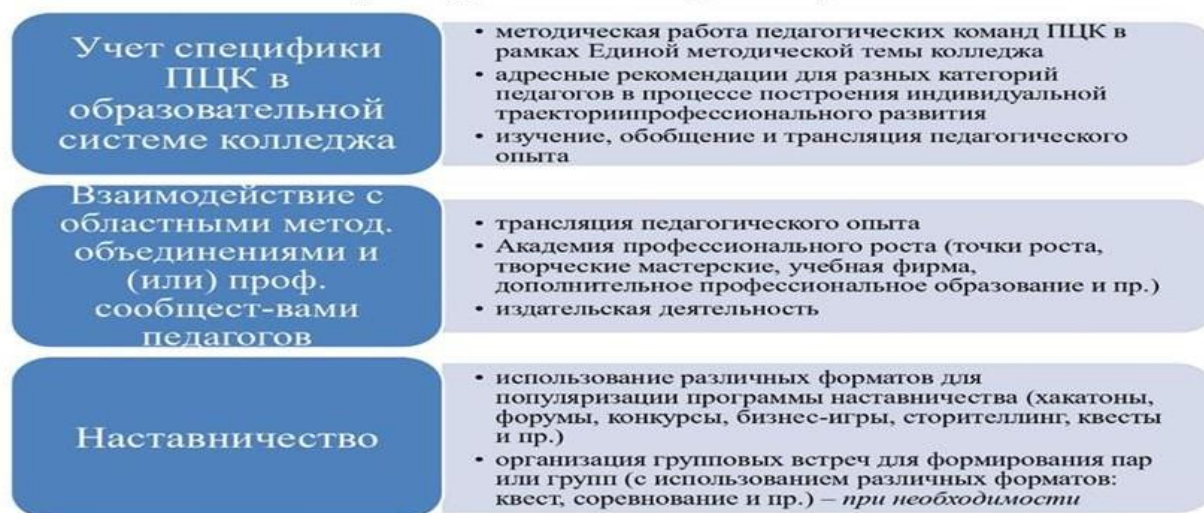 Учет специфики
ПЦК в
образовательной
системе колледжа
• методическая работа педагогических команд ПЦК в
рамках Единой методической темы колледжа
• адресные рекомендации для разных категорий
педагогов в процессе построения индивидуальной
траекториипрофессионального развития
• изучение, обобщение и трансляция педагогического
опыта
Взаимодействие с
областными метод.
объединениями и
(или) проф.
сообщест-вами
педагогов
• трансляция педагогического опыта
• Академия профессионального роста (точки роста,
творческие мастерские, учебная фирма,
дополнительное профессиональное образование и пр.)
• издательская деятельность
Наставничество
• использование различных форматов для
популяризации программы наставничества (хакатоны,
форумы, конкурсы, бизнес-игры, сторителлинг, квесты
и пр.)
• организация групповых встреч для формирования пар
или групп (с использованием различных форматов:
квест, соревнование и пр.) – при необходимости